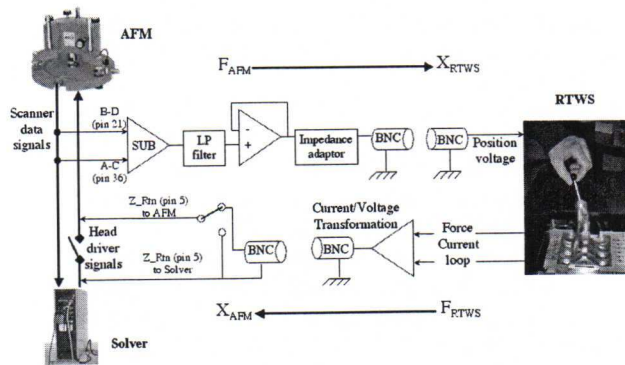 AFM
F_AFM
X_RTWS
RTWS
Scanner
data
signals
B-D
(pin 21)
A-C
(pin 36)
SUB
LP
filter
-
+
Impedance
adaptor
BNC
BNC
Position
voltage
Z_Rtn (pin 5)
to AFM
Head
driver
signals
Z_Rtn (pin 5)
to Solver
BNC
Current/Voltage
Transformation
BNC
Force
Current
loop
X_AFM
F_RTWS
Solver